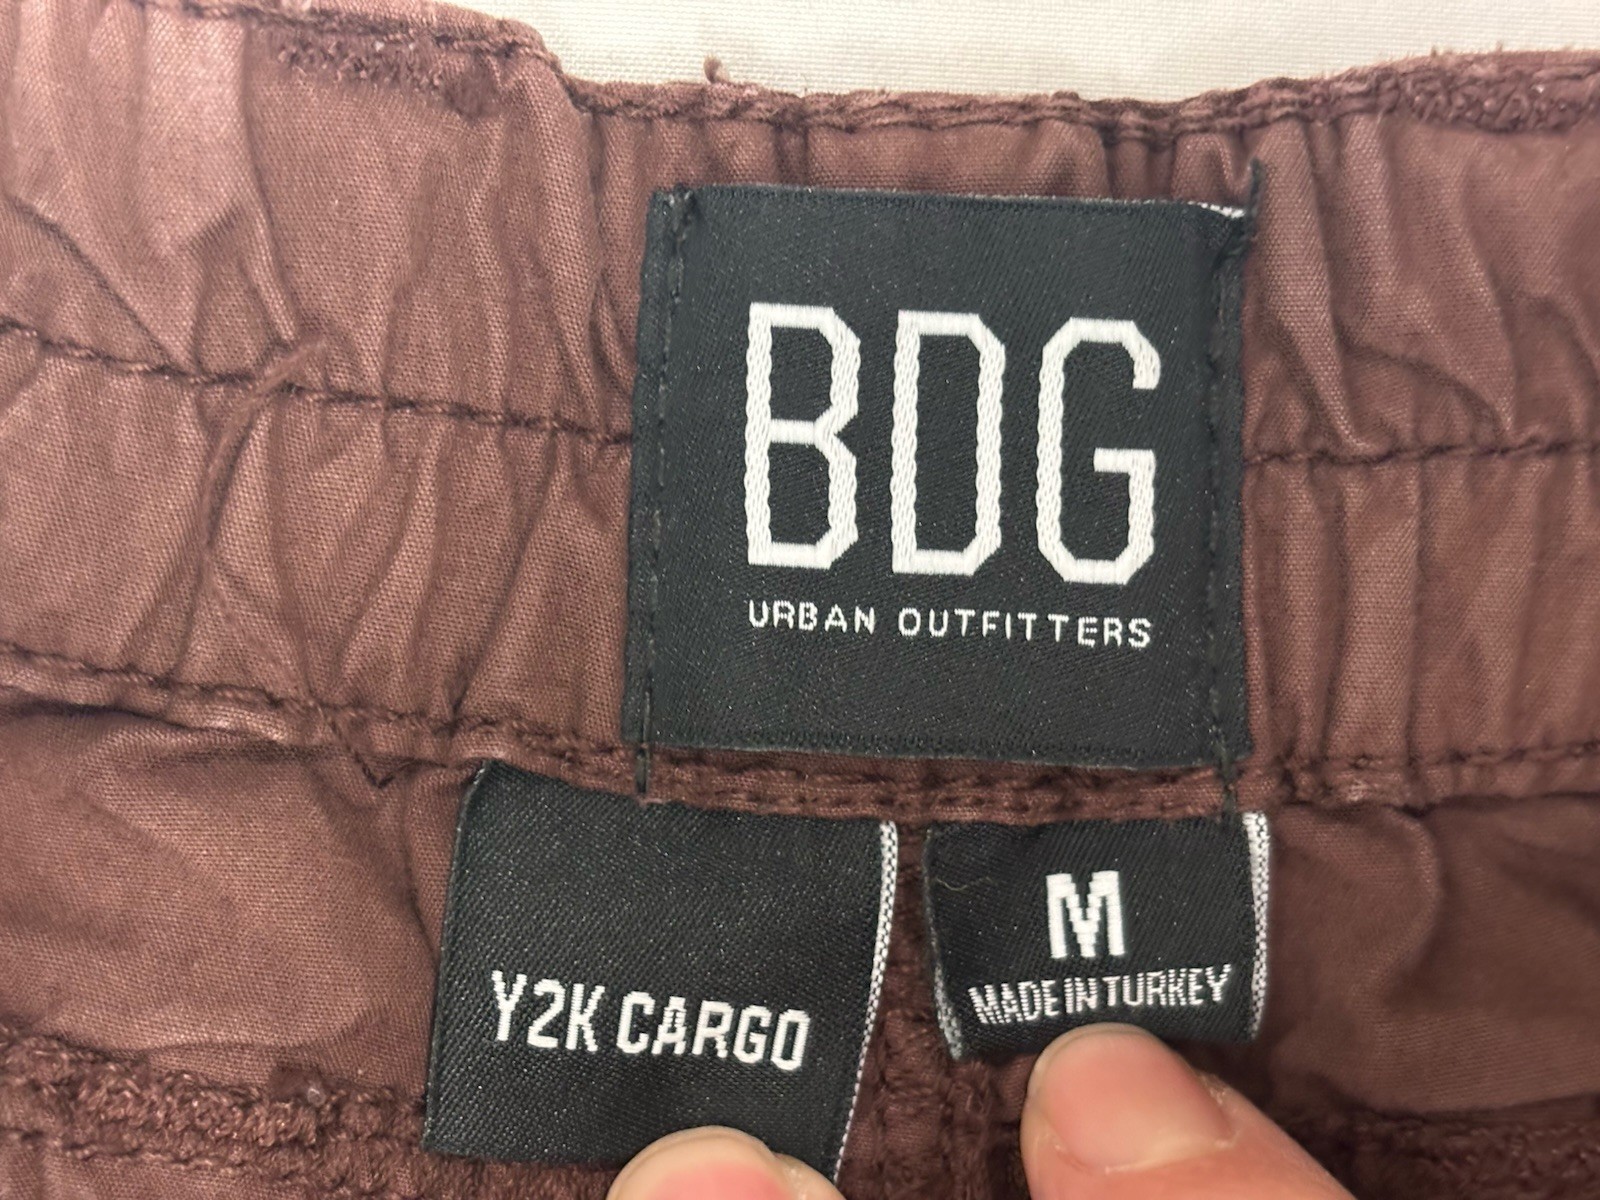 BDG
URBAN OUTFITTERS
Y2K CARGO
M
MADE IN TURKEY